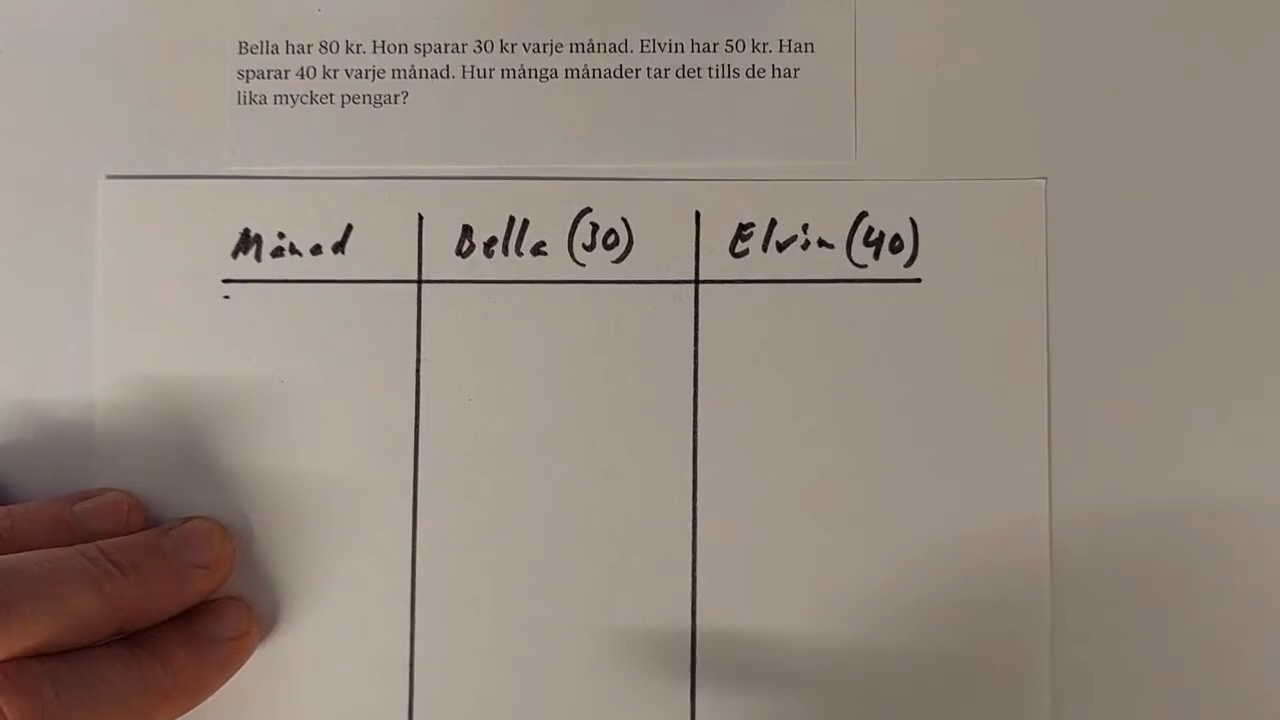 Bella har 80 kr. Hon sparar 30 kr varje månad. Elvin har 50 kr. Han
sparar 40 kr varje månad. Hur många månader tar det tills de har
lika mycket pengar?
Månad Bella (30) Elvin (40)